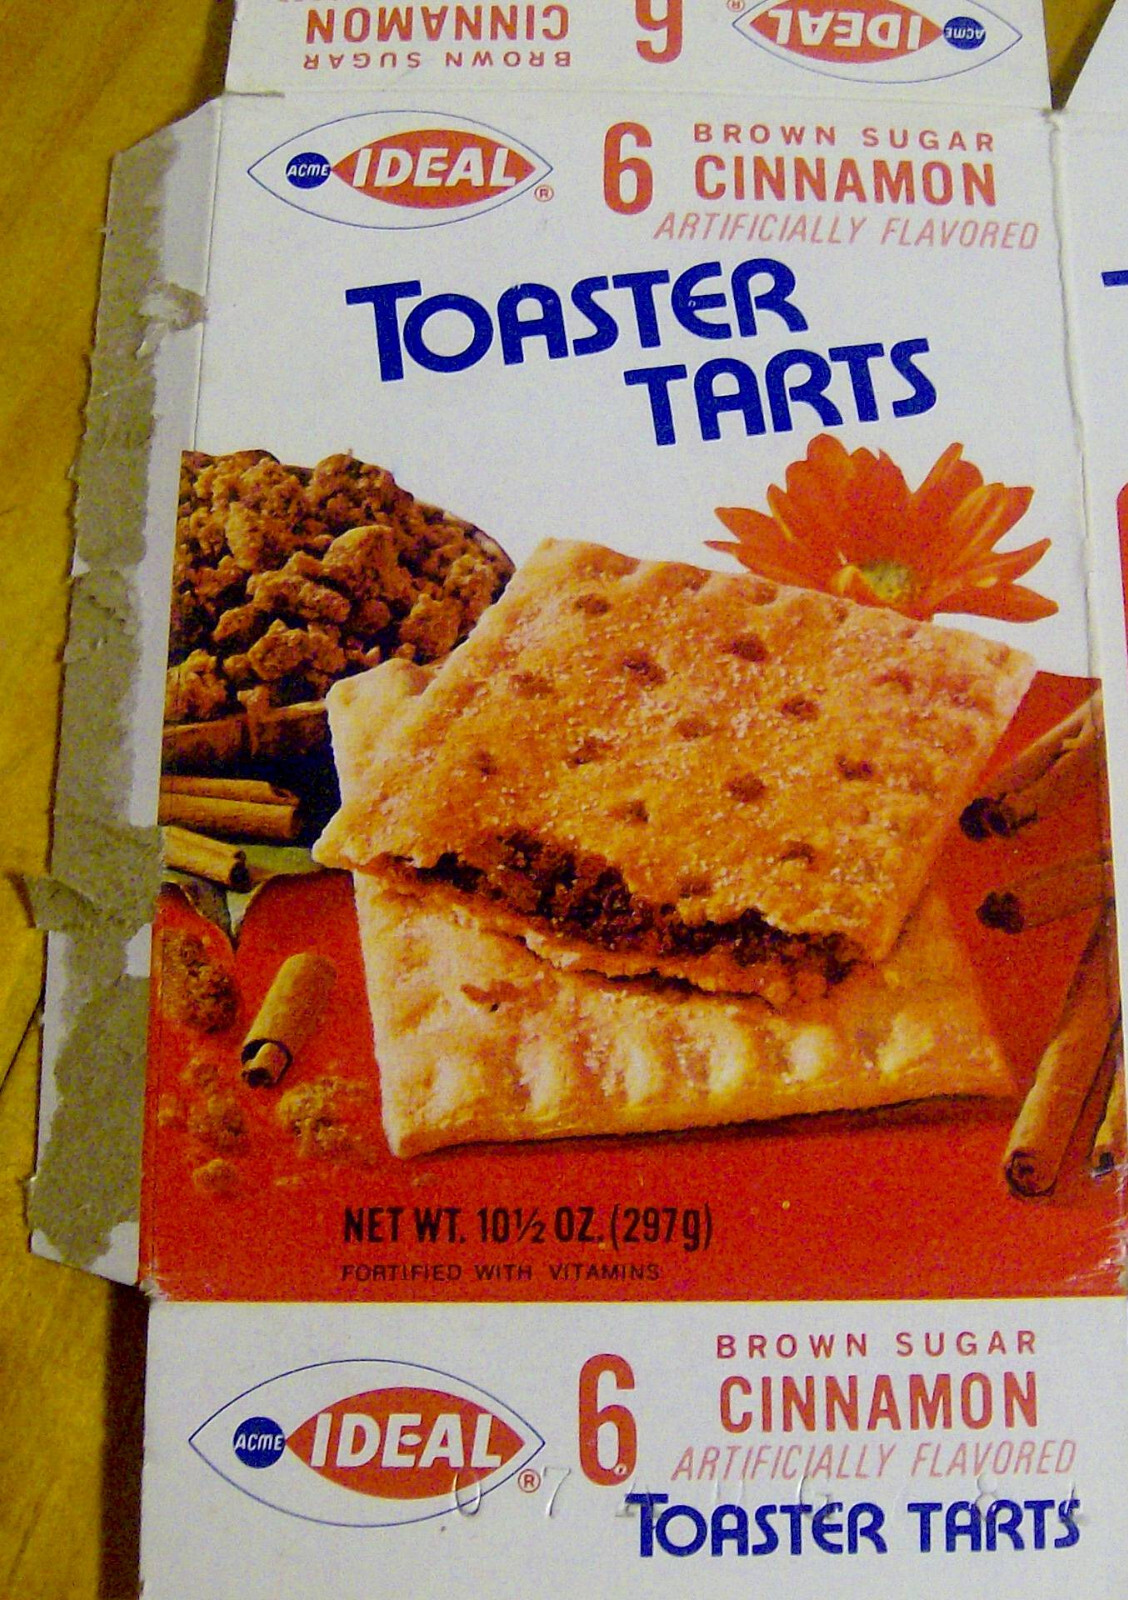 BROWN SUGAR
CINNAMON
6
ACME IDEAL ®
ACME IDEAL ®
6
BROWN SUGAR
CINNAMON
ARTIFICIALLY FLAVORED
TOASTER
TARTS
NET WT. 10½ OZ. (297g)
FORTIFIED WITH VITAMINS
ACME IDEAL ®
6
BROWN SUGAR
CINNAMON
ARTIFICIALLY FLAVORED
TOASTER TARTS